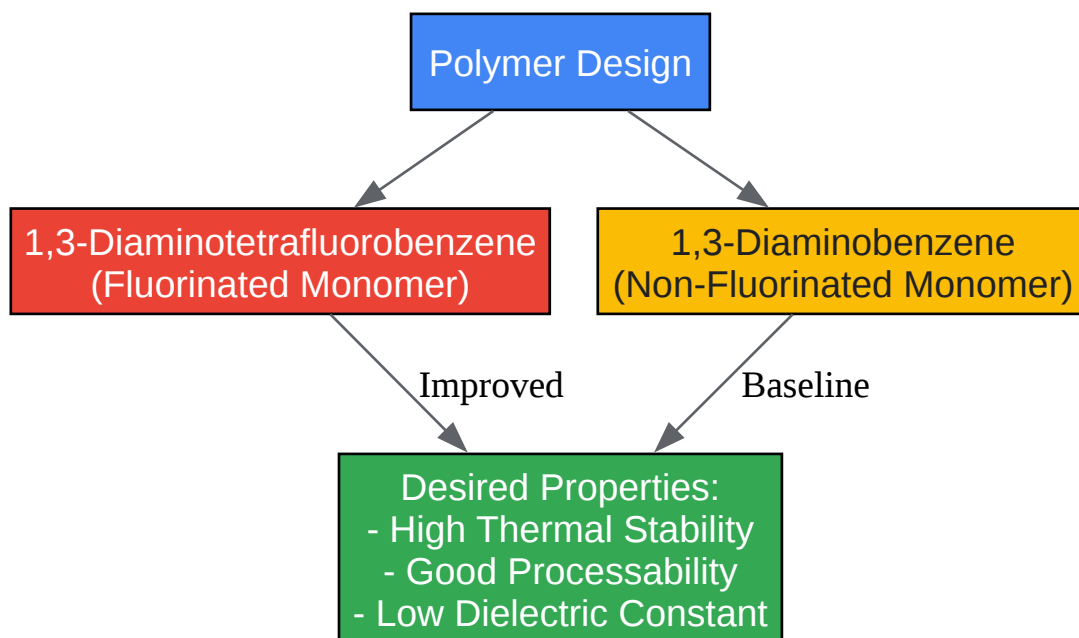 Polymer Design
1,3-Diaminotetrafluorobenzene
(Fluorinated Monomer)
1,3-Diaminobenzene
(Non-Fluorinated Monomer)
Improved
Baseline
Desired Properties:
- High Thermal Stability
- Good Processability
- Low Dielectric Constant